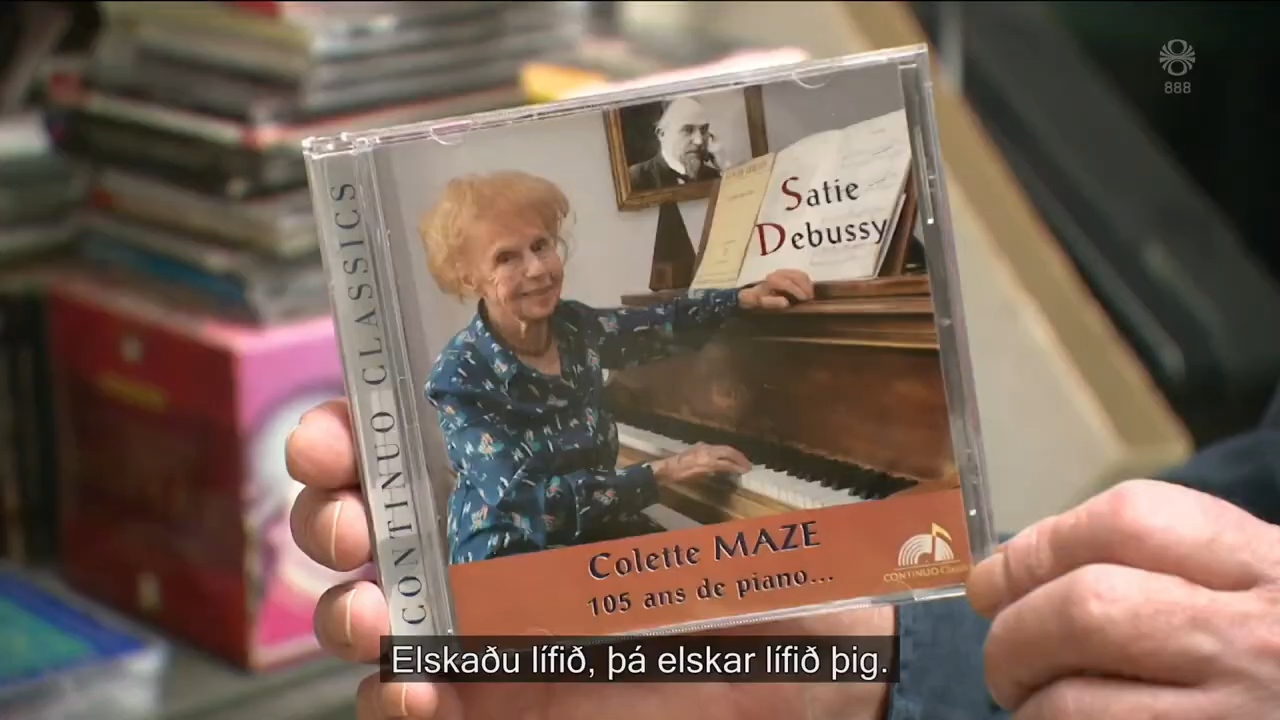 888
CONTINUO CLASSICS
Satie
Debussy
Colette MAZE
105 ans de piano...
CONTINUO Classics
Elskaðu lífið, þá elskar lífið þig.